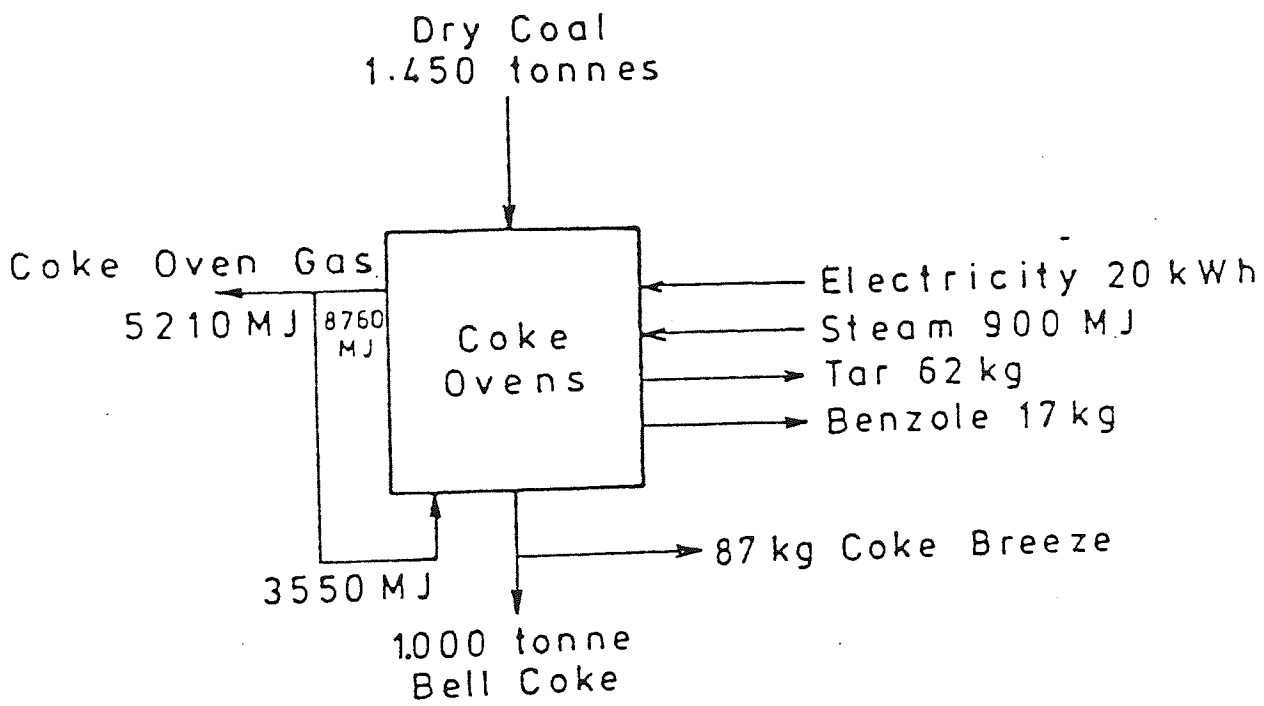 Dry Coal
1.450 tonnes
Coke Oven Gas
5210 MJ
8760
MJ
Coke
Ovens
Electricity 20 kWh
Steam 900 MJ
Tar 62 kg
Benzole 17 kg
3550 MJ
87 kg Coke Breeze
1.000 tonne
Bell Coke